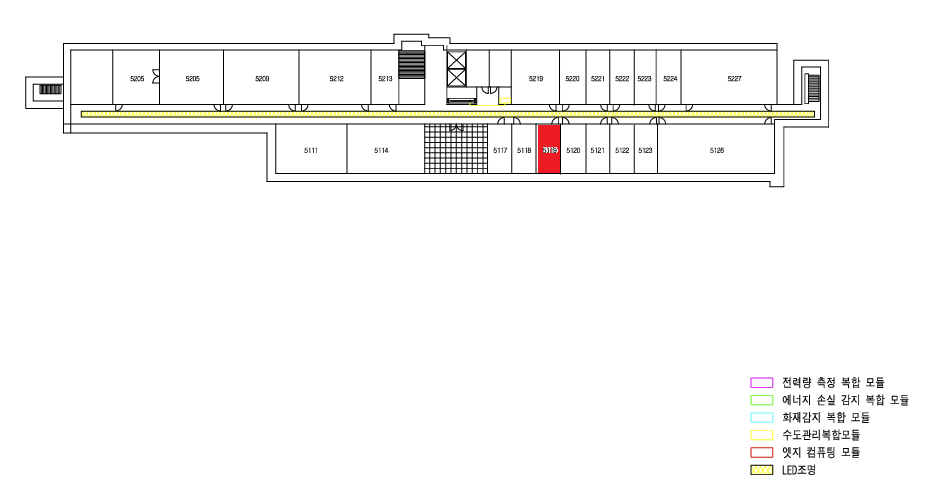 5205 5205 5209 5212 5213 5219 5220 5221 5222 5223 5224 5227
5111 5114 5117 5118 5120 5121 5122 5123 5126
전력량 측정 복합 모듈
에너지 손실 감지 복합 모듈
화재감지 복합 모듈
수도관리복합모듈
엣지 컴퓨팅 모듈
LED조명